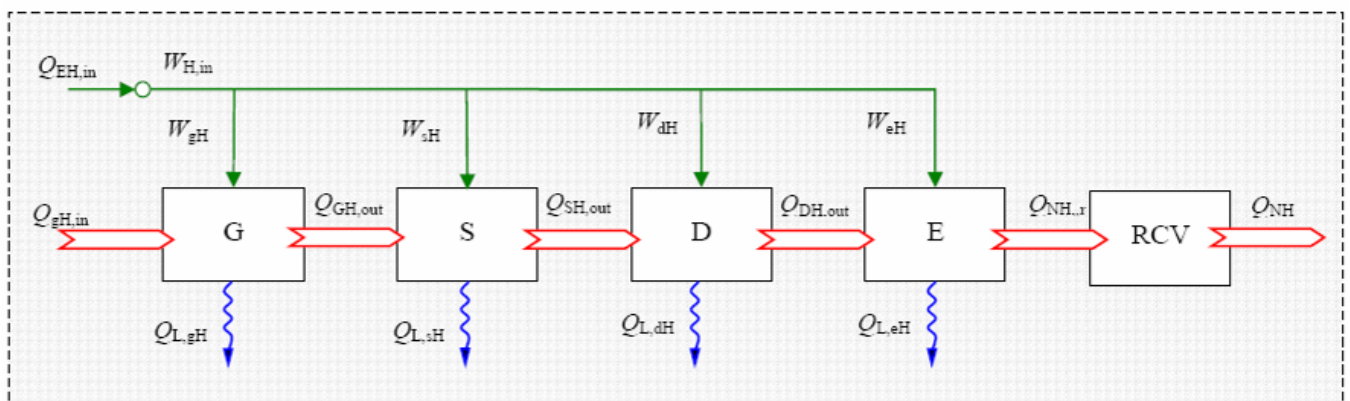 Q_EH,in
W_H,in
W_gH
W_sH
W_dH
W_eH
Q_gH,in
G
Q_GH,out
S
Q_SH,out
D
Q_DH.out
E
Q_NH,,r
RCV
Q_NH
Q_L,gH
Q_L,sH
Q_L,dH
Q_L,eH